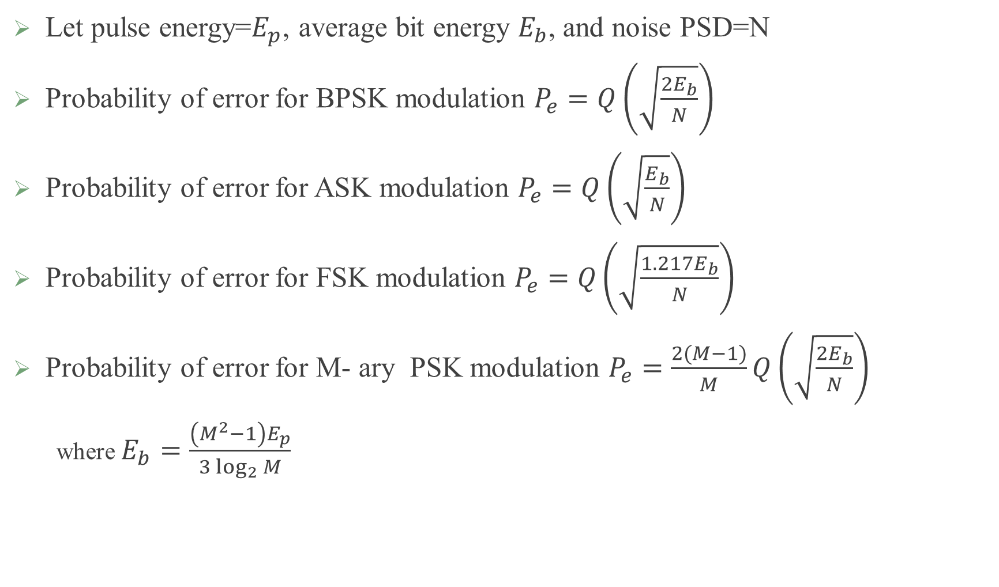 ➢ Let pulse energy=𝐸𝑝, average bit energy 𝐸𝑏, and noise PSD=N
➢ Probability of error for BPSK modulation $P_e = Q\left(\sqrt{\frac{2E_b}{N}}\right)$
➢ Probability of error for ASK modulation $P_e = Q\left(\sqrt{\frac{E_b}{N}}\right)$
➢ Probability of error for FSK modulation $P_e = Q\left(\sqrt{\frac{1.217E_b}{N}}\right)$
➢ Probability of error for M- ary PSK modulation $P_e = \frac{2(M-1)}{M} Q\left(\sqrt{\frac{2E_b}{N}}\right)$
where $E_b = \frac{(M^2-1)E_p}{3 \log_2 M}$